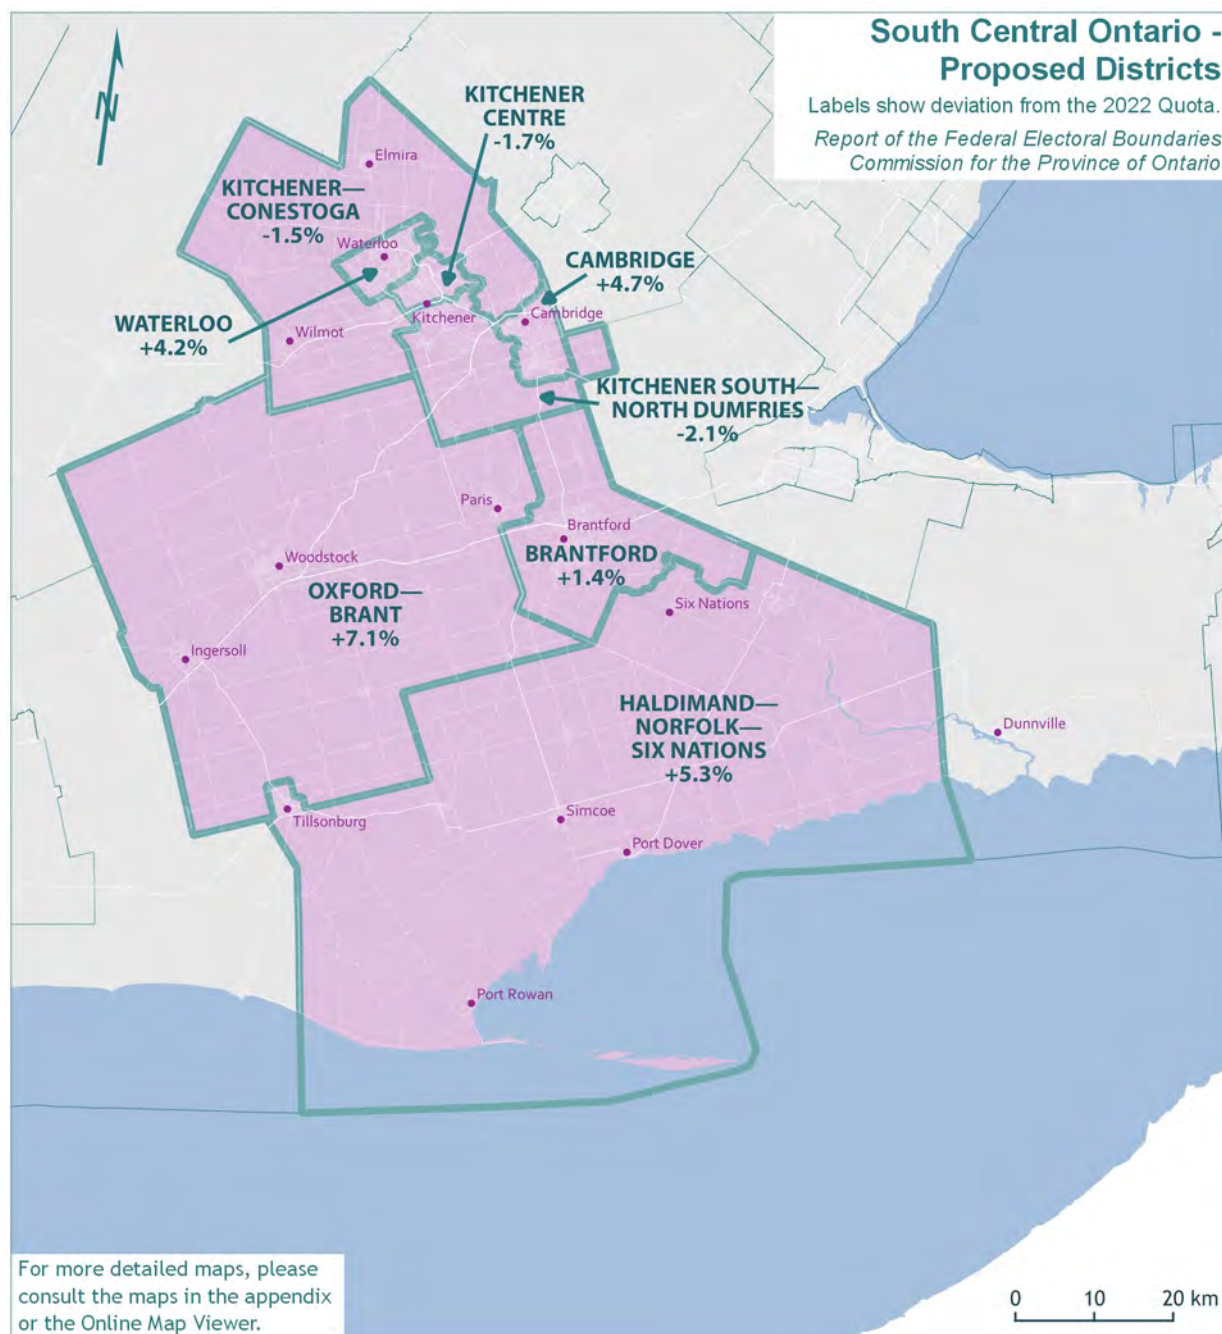 South Central Ontario -
Proposed Districts
Labels show deviation from the 2022 Quota.
Report of the Federal Electoral Boundaries
Commission for the Province of Ontario
N
KITCHENER
CENTRE
-1.7%
Elmira
KITCHENER—
CONESTOGA
-1.5%
Waterloo
CAMBRIDGE
+4.7%
WATERLOO
+4.2%
Kitchener
Cambridge
Wilmot
KITCHENER SOUTH—
NORTH DUMFRIES
-2.1%
Paris
Brantford
BRANTFORD
+1.4%
Woodstock
OXFORD—
BRANT
+7.1%
Six Nations
Ingersoll
HALDIMAND—
NORFOLK—
SIX NATIONS
+5.3%
Dunnville
Tillsonburg
Simcoe
Port Dover
Port Rowan
For more detailed maps, please
consult the maps in the appendix
or the Online Map Viewer.
0 10 20 km